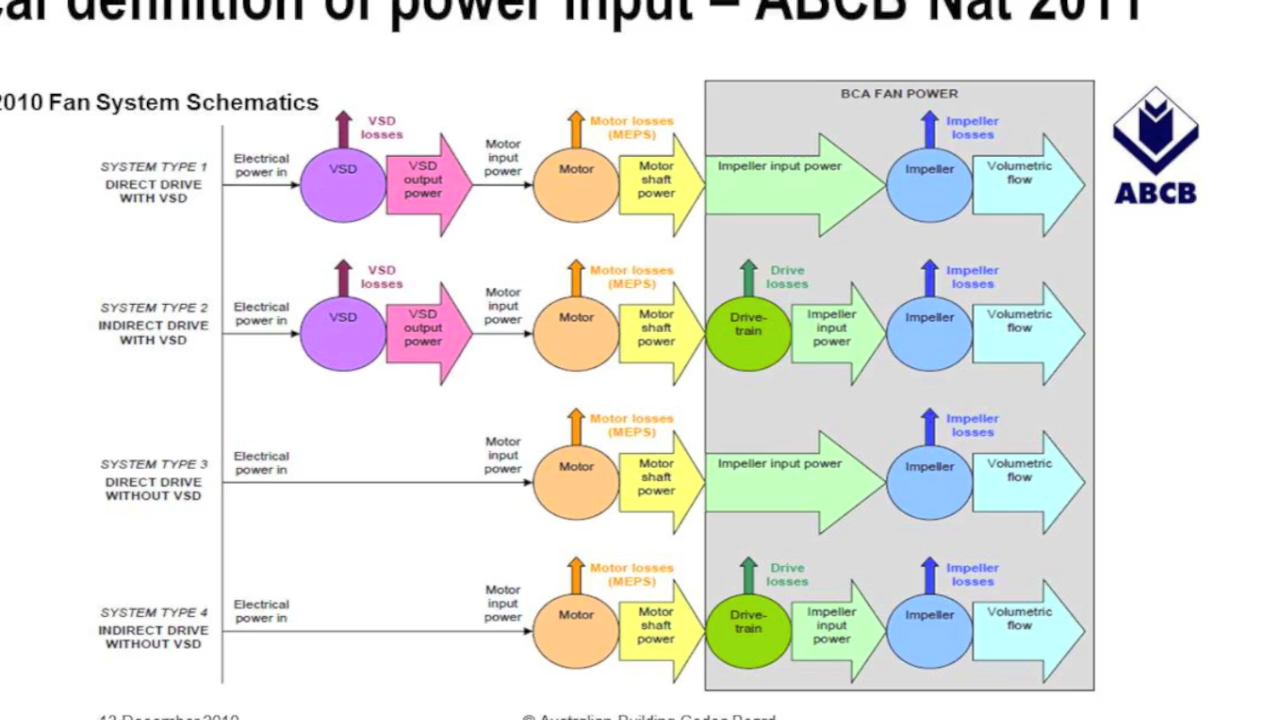 power input – ABCB Nat 2011
2010 Fan System Schematics
BCA FAN POWER
ABCB
SYSTEM TYPE 1
DIRECT DRIVE
WITH VSD
Electrical
power in
VSD
VSD
losses
VSD
output
power
Motor
input
power
Motor
Motor losses
(MEPS)
Motor
shaft
power
Impeller input power
Impeller
Impeller
losses
Volumetric
flow
SYSTEM TYPE 2
INDIRECT DRIVE
WITH VSD
Electrical
power in
VSD
VSD
losses
VSD
output
power
Motor
input
power
Motor
Motor losses
(MEPS)
Motor
shaft
power
Drive-
train
Drive
losses
Impeller
input
power
Impeller
Impeller
losses
Volumetric
flow
SYSTEM TYPE 3
DIRECT DRIVE
WITHOUT VSD
Electrical
power in
Motor
input
power
Motor
Motor losses
(MEPS)
Motor
shaft
power
Impeller input power
Impeller
Impeller
losses
Volumetric
flow
SYSTEM TYPE 4
INDIRECT DRIVE
WITHOUT VSD
Electrical
power in
Motor
input
power
Motor
Motor losses
(MEPS)
Motor
shaft
power
Drive-
train
Drive
losses
Impeller
input
power
Impeller
Impeller
losses
Volumetric
flow
© Australian Building Codes Board